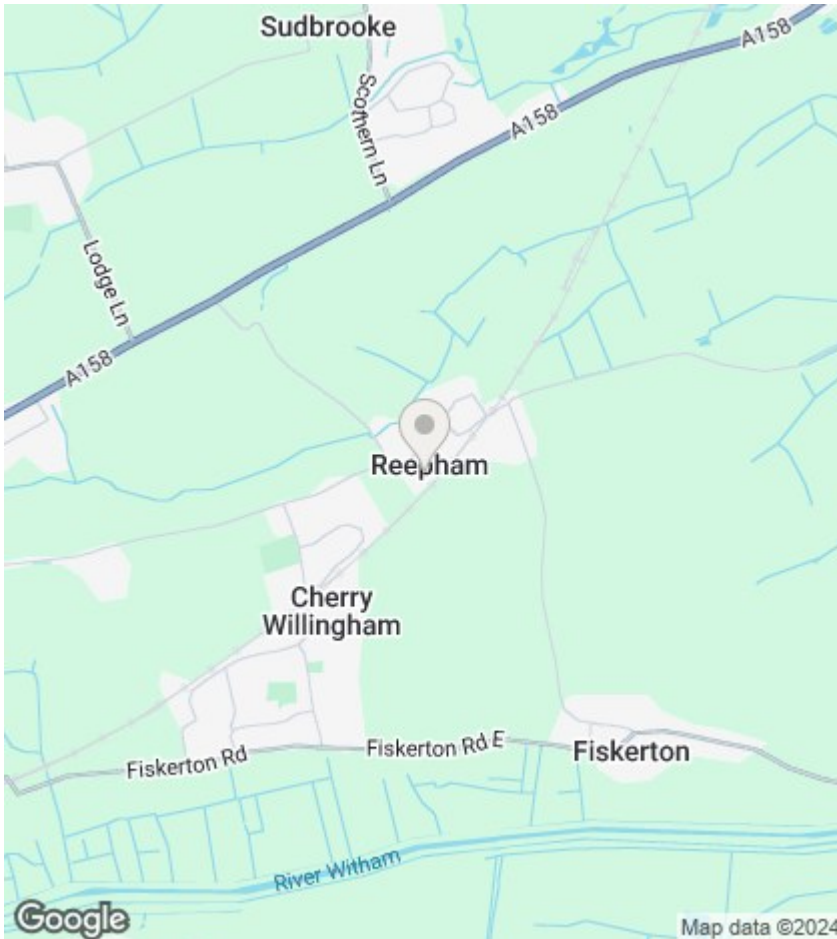 Sudbrooke
A158
Scothern Ln
A158
Lodge Ln
A158
Reepham
Cherry
Willingham
Fiskerton Rd E
Fiskerton
Fiskerton Rd
River Witham
Google
Map data ©2024